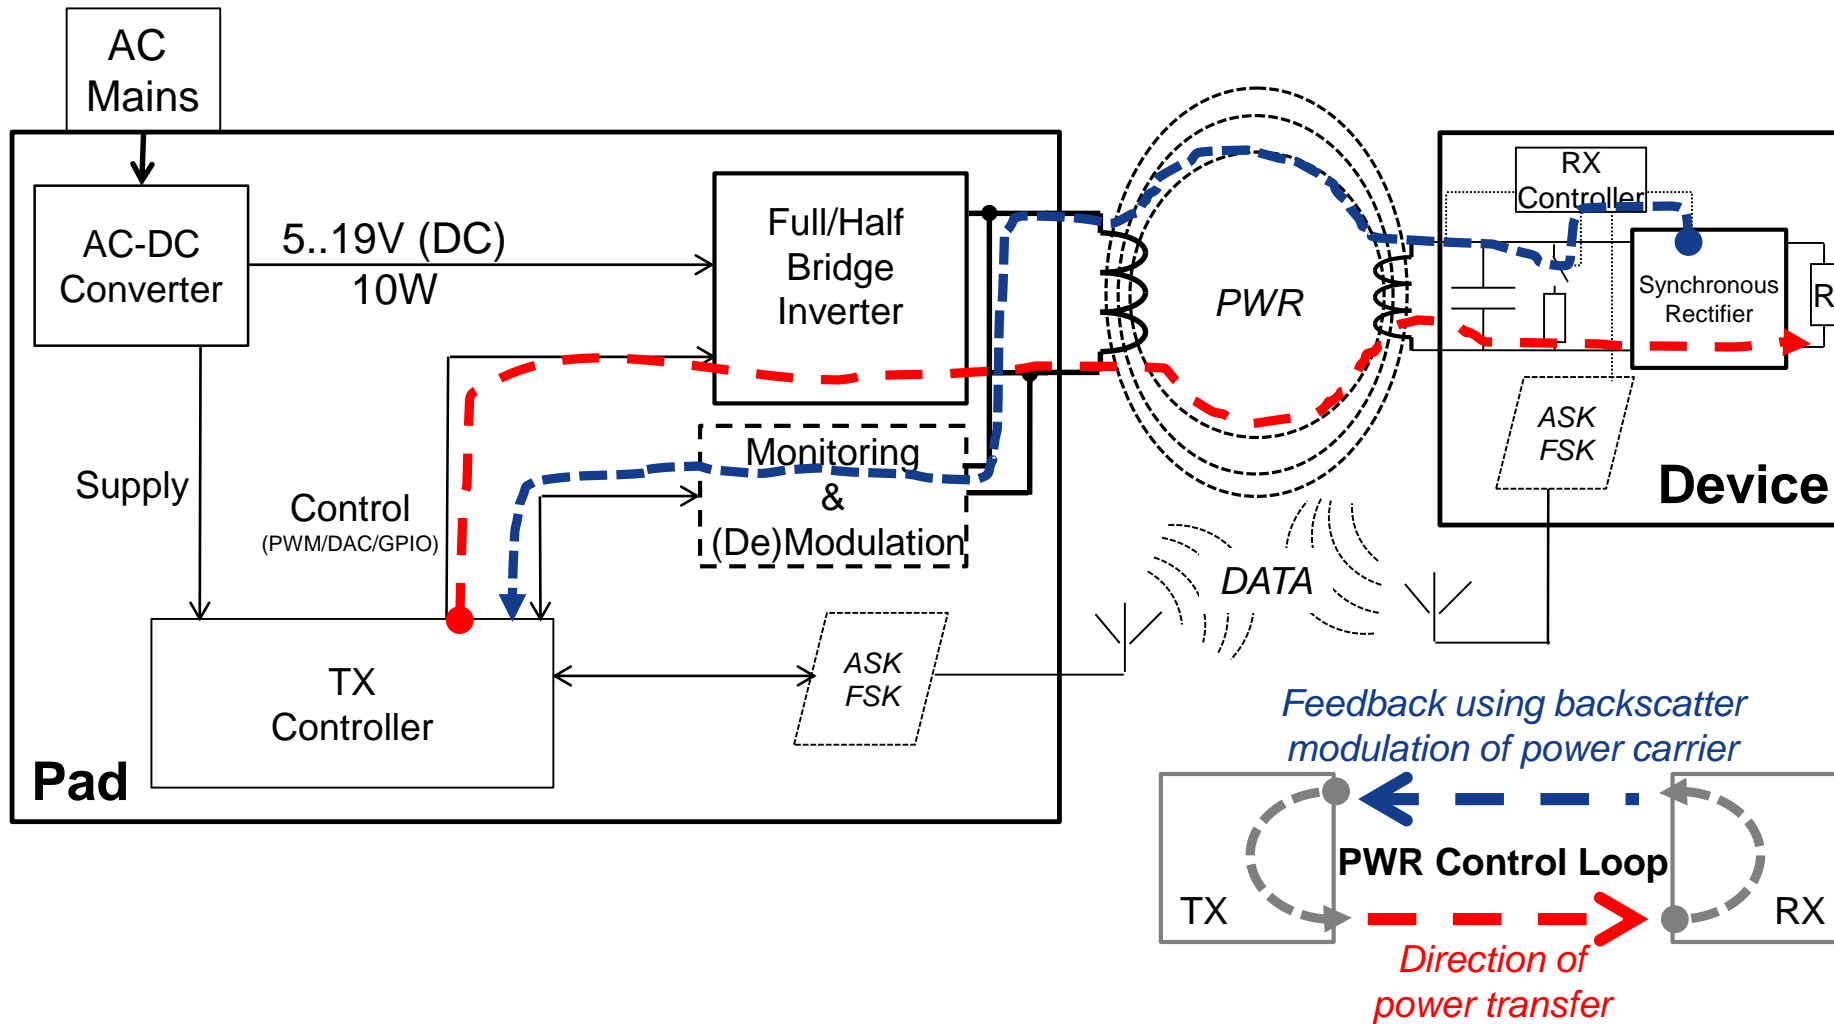 AC
Mains
AC-DC
Converter
5..19V (DC)
10W
Full/Half
Bridge
Inverter
Supply
Control
(PWM/DAC/GPIO)
Monitoring
&
(De)Modulation
TX
Controller
ASK
FSK
Pad
PWR
DATA
RX
Controller
Synchronous
Rectifier
R
ASK
FSK
Device
Feedback using backscatter
modulation of power carrier
PWR Control Loop
TX
RX
Direction of
power transfer